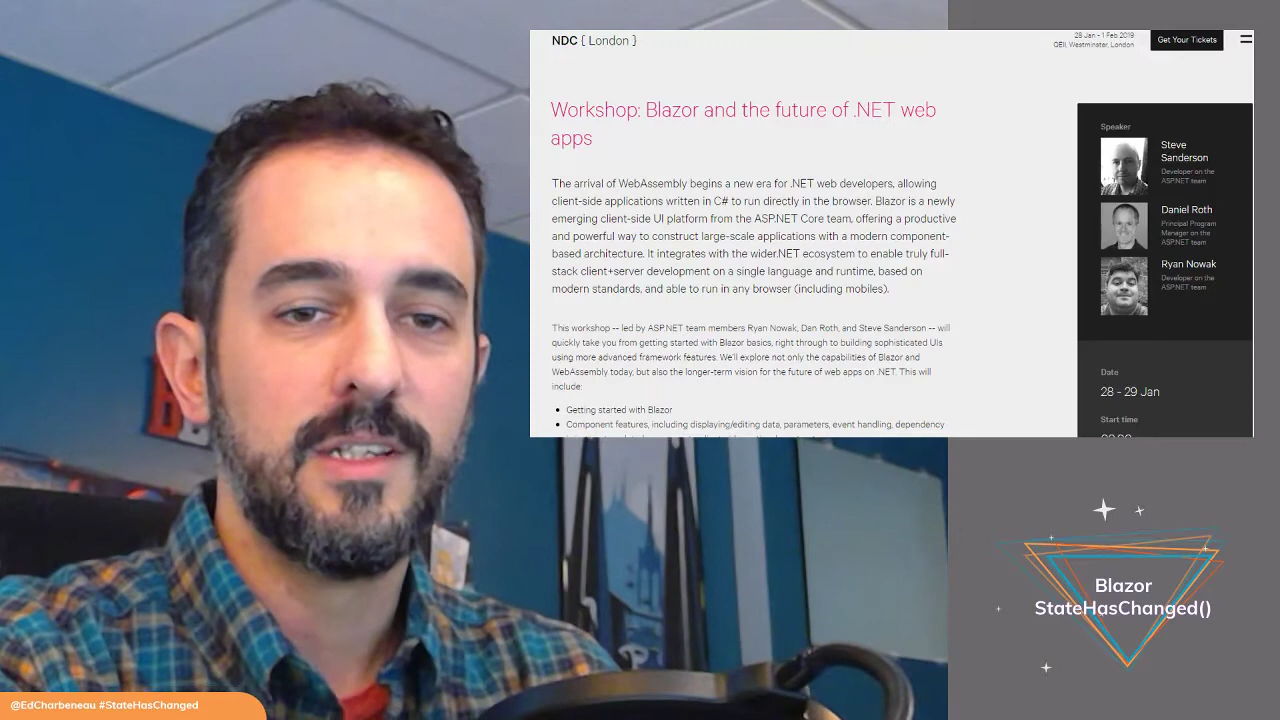 NDC { London }
28 Jan - 1 Feb 2019
QEII, Westminster, London
Get Your Tickets
Workshop: Blazor and the future of .NET web
apps
The arrival of WebAssembly begins a new era for .NET web developers, allowing
client-side applications written in C# to run directly in the browser. Blazor is a newly
emerging client-side UI platform from the ASP.NET Core team, offering a productive
and powerful way to construct large-scale applications with a modern component-
based architecture. It integrates with the wider.NET ecosystem to enable truly full-
stack client+server development on a single language and runtime, based on
modern standards, and able to run in any browser (including mobiles).
This workshop -- led by ASP.NET team members Ryan Nowak, Dan Roth, and Steve Sanderson -- will
quickly take you from getting started with Blazor basics, right through to building sophisticated UIs
using more advanced framework features. We'll explore not only the capabilities of Blazor and
WebAssembly today, but also the longer-term vision for the future of web apps on .NET. This will
include:
• Getting started with Blazor
• Component features, including displaying/editing data, parameters, event handling, dependency
Speaker
Steve
Sanderson
Developer on the
ASP.NET team
Daniel Roth
Principal Program
Manager on the
ASP.NET team
Ryan Nowak
Developer on the
ASP.NET team
Date
28 - 29 Jan
Start time
Blazor
StateHasChanged()
@EdCharbeneau #StateHasChanged